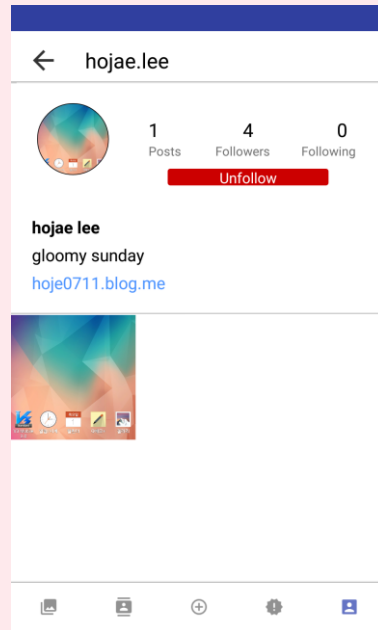 hojae.lee
1 4 0
Posts Followers Following
Unfollow
hojae lee
gloomy sunday
hoje0711.blog.me